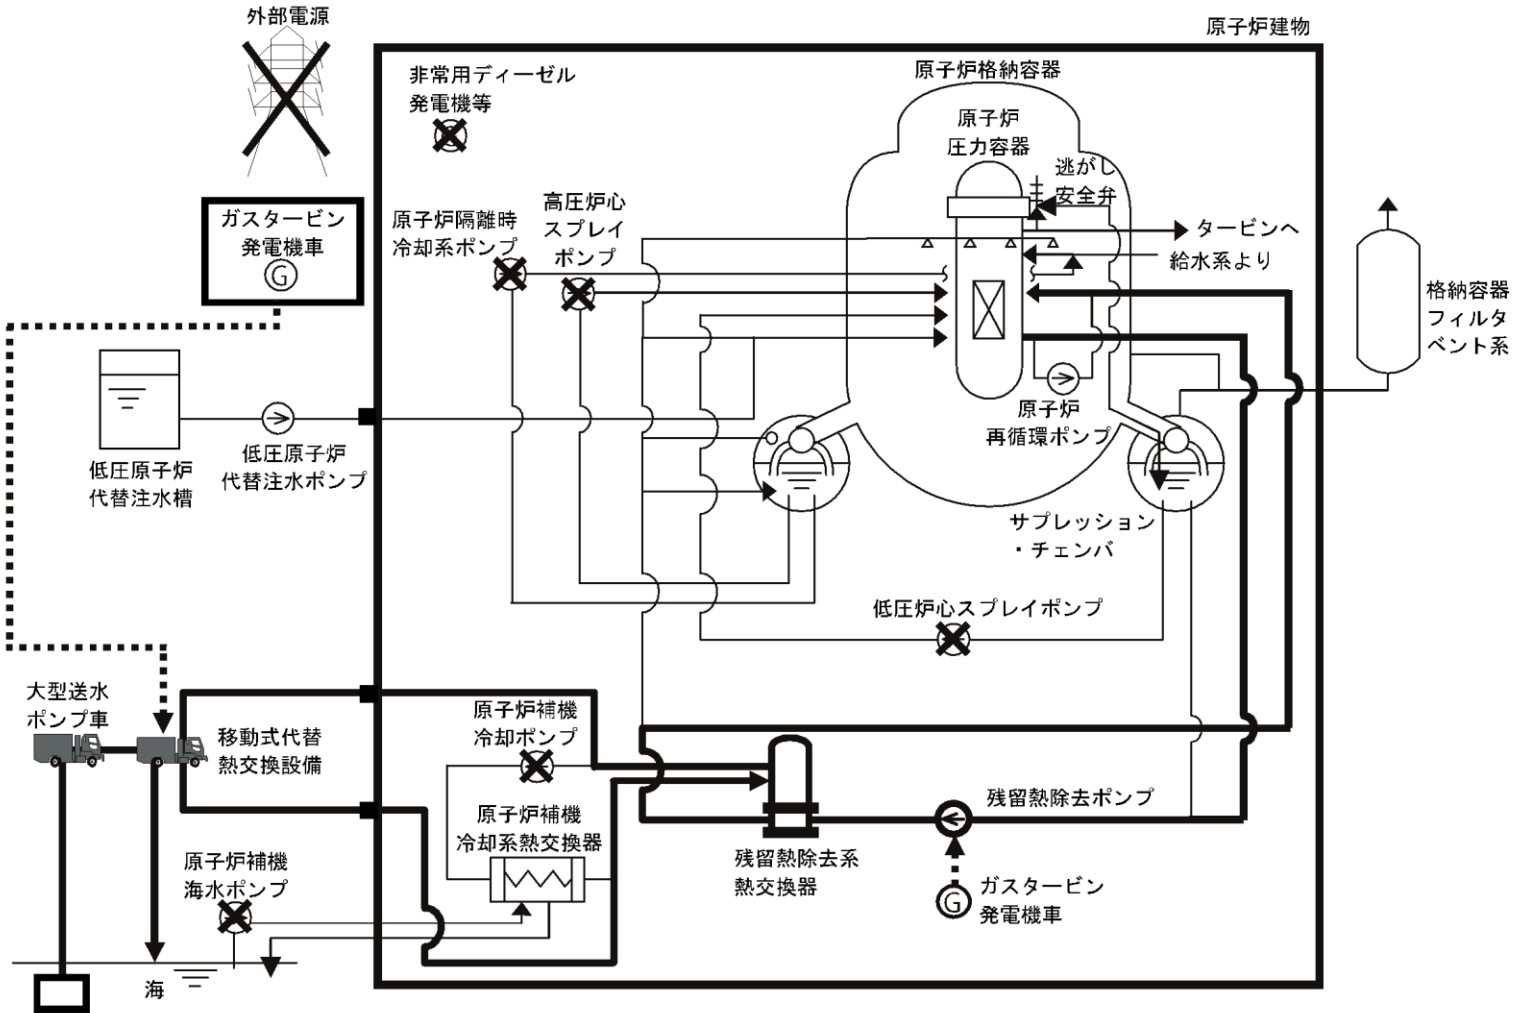 外部電源
原子炉建物
非常用ディーゼル
発電機等
原子炉格納容器
原子炉
圧力容器
逃がし
安全弁
ガスタービン
発電機車
G
原子炉隔離時
冷却系ポンプ
高圧炉心
スプレイ
ポンプ
タービンへ
給水系より
格納容器
フィルタ
ベント系
原子炉
再循環ポンプ
低圧原子炉
代替注水槽
低圧原子炉
代替注水ポンプ
サプレッション
・チェンバ
低圧炉心スプレイポンプ
大型送水
ポンプ車
移動式代替
熱交換設備
原子炉補機
冷却ポンプ
原子炉補機
冷却系熱交換器
残留熱除去ポンプ
残留熱除去系
熱交換器
G
ガスタービン
発電機車
原子炉補機
海水ポンプ
海